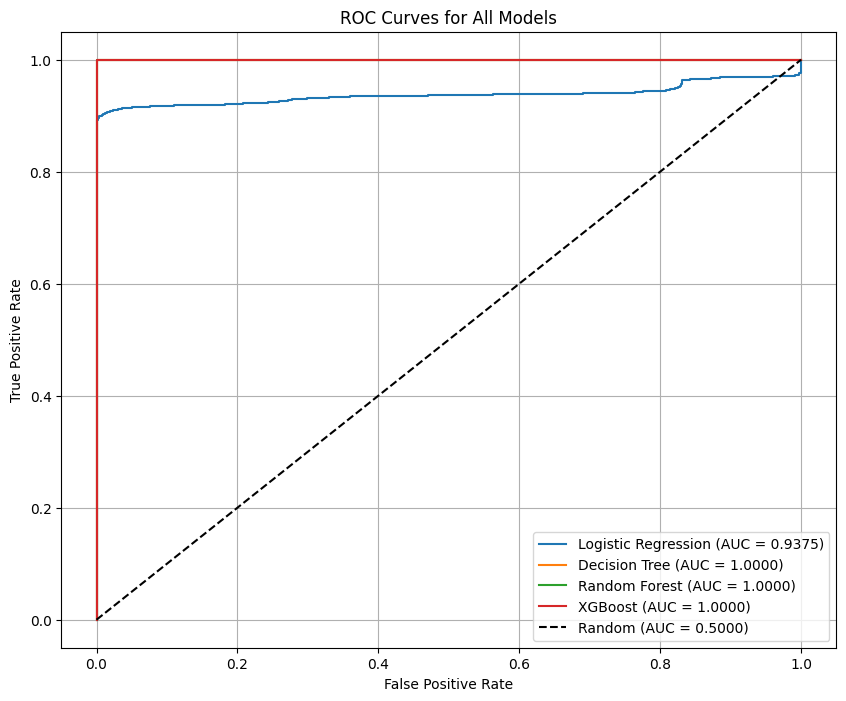 ROC Curves for All Models
1.0
0.8
0.6
0.4
0.2
0.0
True Positive Rate
Logistic Regression (AUC = 0.9375)
Decision Tree (AUC = 1.0000)
Random Forest (AUC = 1.0000)
XGBoost (AUC = 1.0000)
Random (AUC = 0.5000)
0.0 0.2 0.4 0.6 0.8 1.0
False Positive Rate